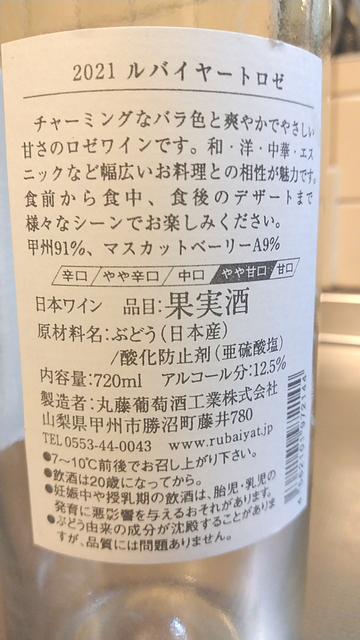 2021 ルバイヤートロゼ
チャーミングなバラ色と爽やかでやさしい
甘さのロゼワインです。和・洋・中華・エス
ニックなど幅広いお料理との相性が魅力です。
食前から食中、食後のデザートまで
様々なシーンでお楽しみください。
甲州91%、マスカットベーリーA9%
辛口/やや辛口/中口/やや甘口/甘口
日本ワイン 品目:果実酒
原材料名:ぶどう(日本産)
/酸化防止剤(亜硫酸塩)
内容量:720ml アルコール分:12.5%
製造者:丸藤葡萄酒工業株式会社
山梨県甲州市勝沼町藤井780
TEL0553-44-0043 www.rubaiyat.jp
●7〜10℃前後でお召し上がり下さい。
●飲酒は20歳になってから。
●妊娠中や授乳期の飲酒は、胎児・乳児の
発育に悪影響を与えるおそれがあります。
●ぶどう由来の成分が沈殿することがありま
すが、品質には問題ありません。
4 562101 972144